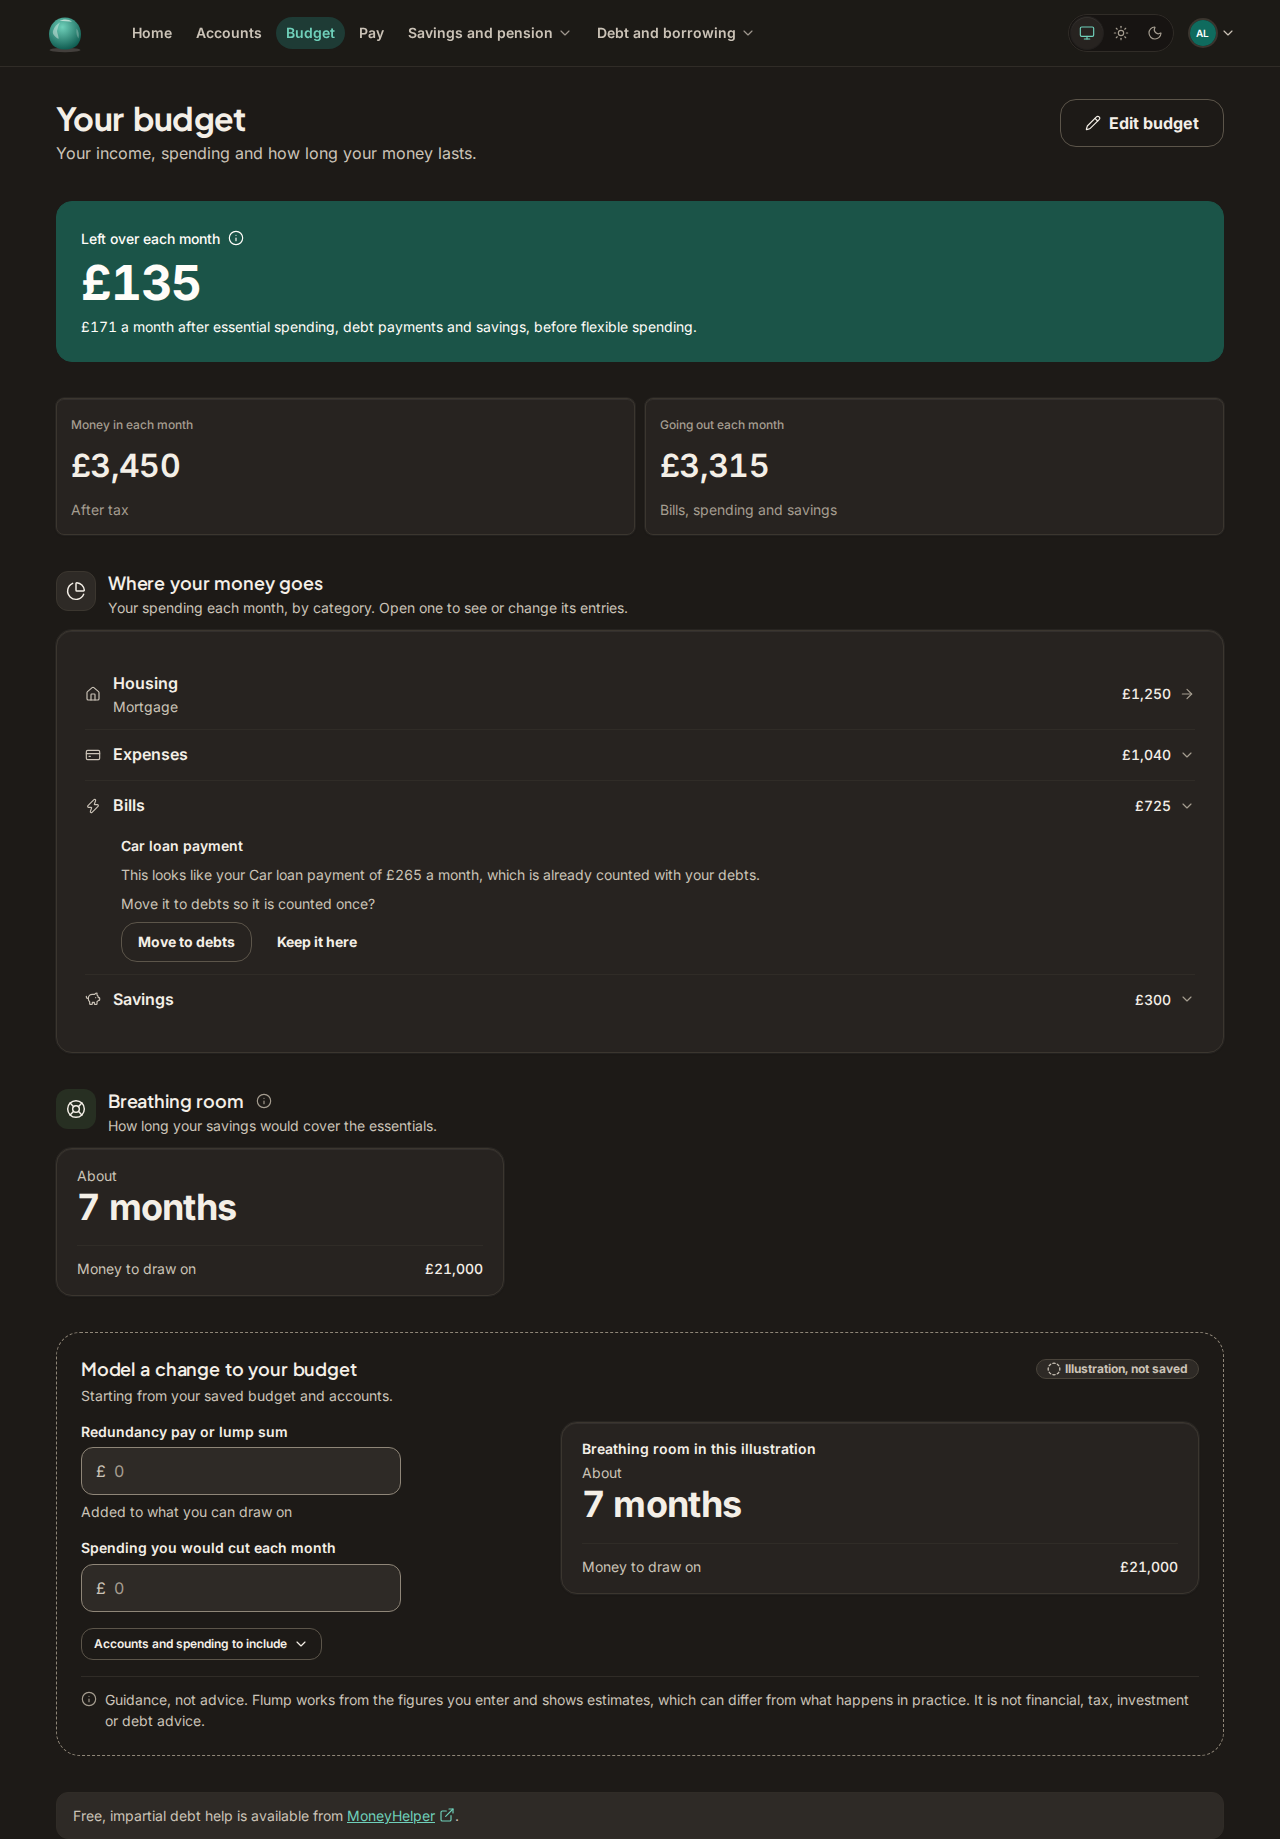 Home Accounts Budget Pay Savings and pension Debt and borrowing AL
Your budget
Edit budget
Your income, spending and how long your money lasts.
Left over each month
£135
£171 a month after essential spending, debt payments and savings, before flexible spending.
Money in each month
£3,450
After tax
Going out each month
£3,315
Bills, spending and savings
Where your money goes
Your spending each month, by category. Open one to see or change its entries.
Housing
Mortgage
£1,250
Expenses £1,040
Bills £725
Car loan payment
This looks like your Car loan payment of £265 a month, which is already counted with your debts.
Move it to debts so it is counted once?
Move to debts Keep it here
Savings £300
Breathing room
How long your savings would cover the essentials.
About
7 months
Money to draw on £21,000
Model a change to your budget
Illustration, not saved
Starting from your saved budget and accounts.
Redundancy pay or lump sum
£ 0
Added to what you can draw on
Spending you would cut each month
£ 0
Accounts and spending to include
Breathing room in this illustration
About
7 months
Money to draw on £21,000
Guidance, not advice. Flump works from the figures you enter and shows estimates, which can differ from what happens in practice. It is not financial, tax, investment
or debt advice.
Free, impartial debt help is available from MoneyHelper.